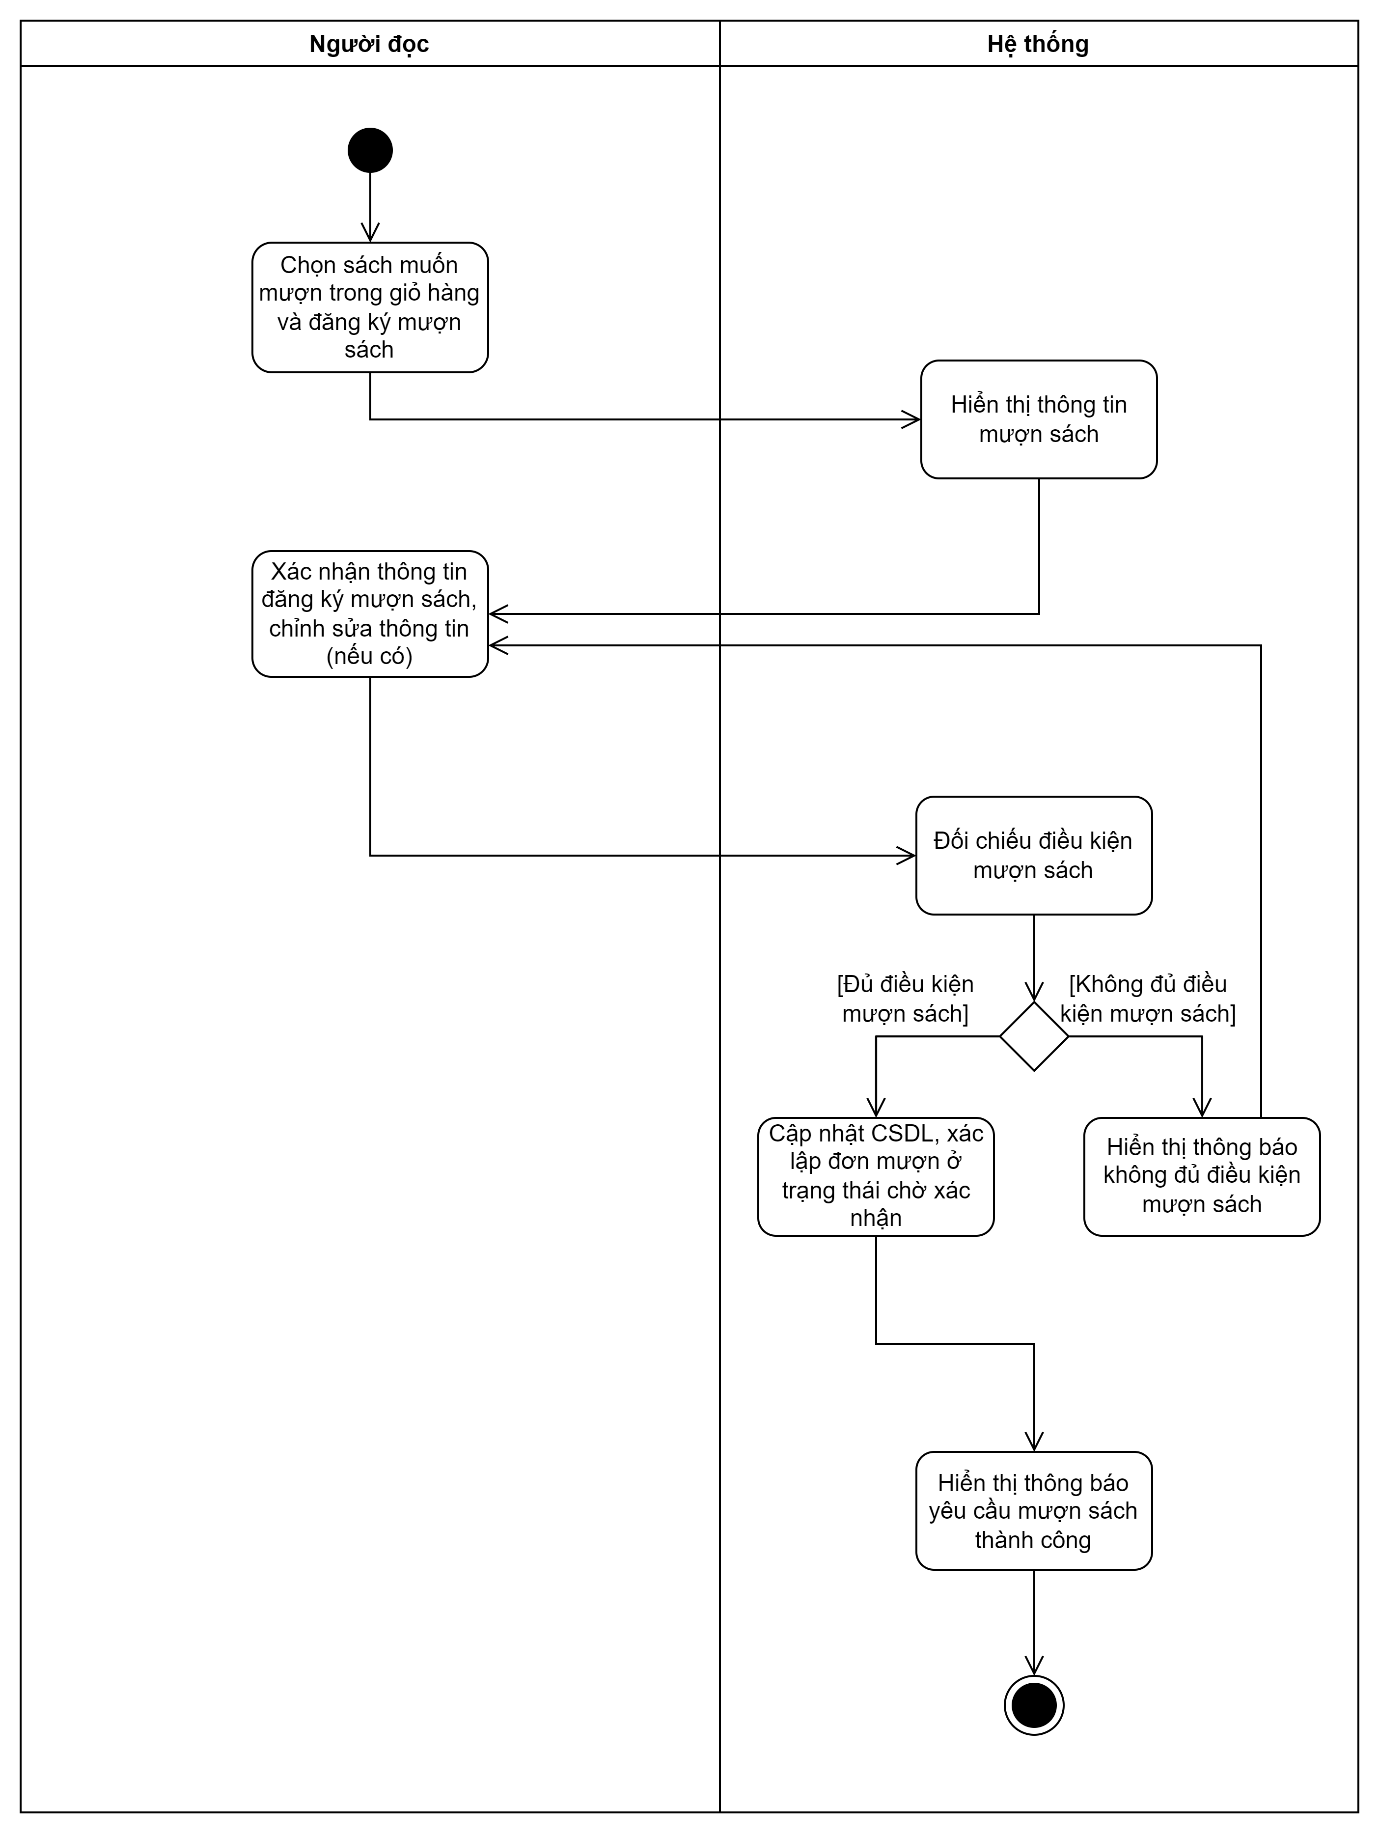 Người đọc
Hệ thống
Chọn sách muốn
mượn trong giỏ hàng
và đăng ký mượn
sách
Hiển thị thông tin
mượn sách
Xác nhận thông tin
đăng ký mượn sách,
chỉnh sửa thông tin
(nếu có)
Đối chiếu điều kiện
mượn sách
[Đủ điều kiện
mượn sách]
[Không đủ điều
kiện mượn sách]
Cập nhật CSDL, xác
lập đơn mượn ở
trạng thái chờ xác
nhận
Hiển thị thông báo
không đủ điều kiện
mượn sách
Hiển thị thông báo
yêu cầu mượn sách
thành công